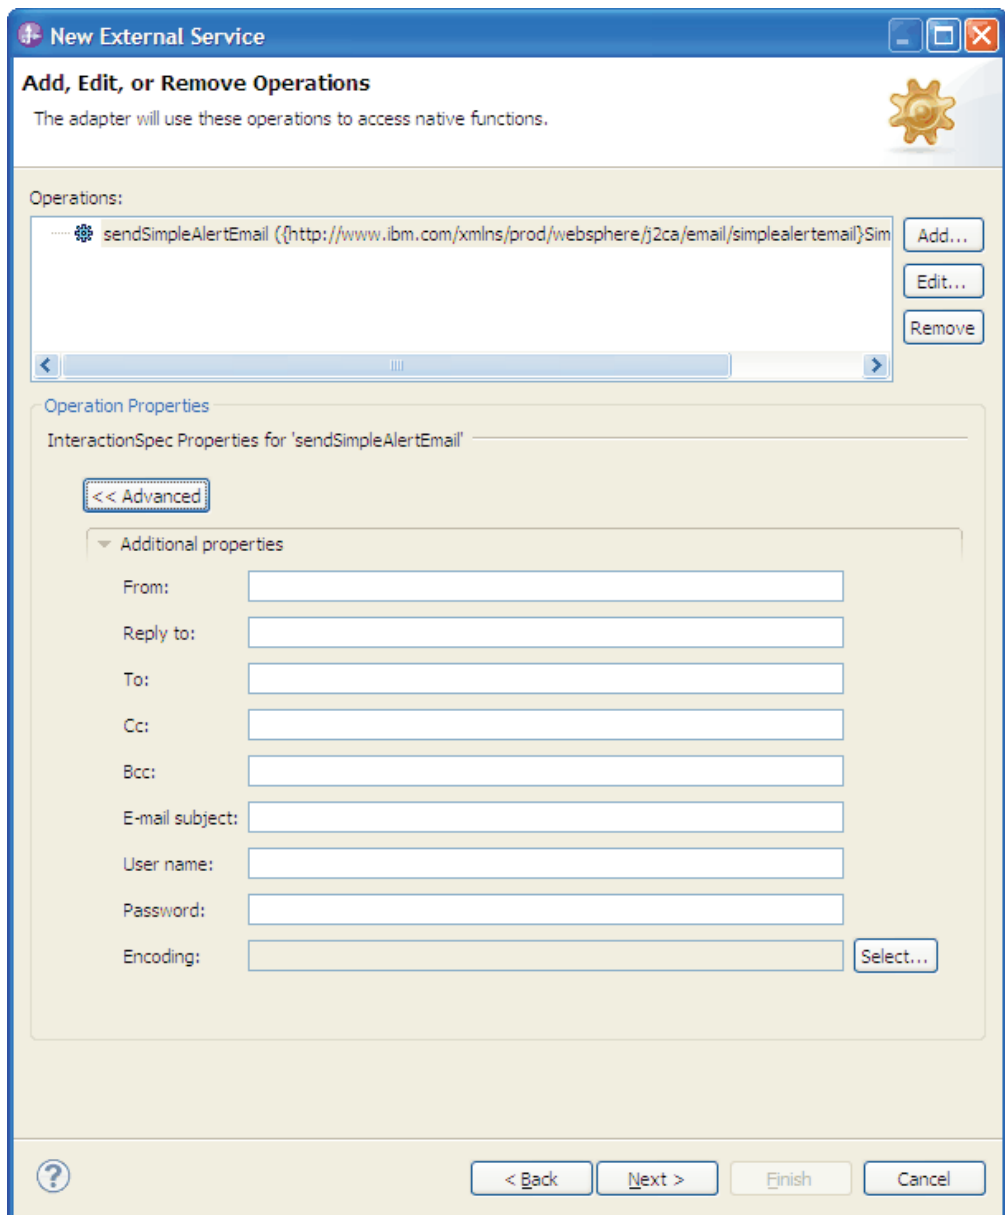 New External Service
Add, Edit, or Remove Operations
The adapter will use these operations to access native functions.
Operations:
sendSimpleAlertEmail ({http://www.ibm.com/xmlns/prod/websphere/j2ca/email/simplealertemail}Sim
Add...
Edit...
Remove
Operation Properties
InteractionSpec Properties for 'sendSimpleAlertEmail'
<< Advanced
Additional properties
From:
Reply to:
To:
Cc:
Bcc:
E-mail subject:
User name:
Password:
Encoding: Select...
? < Back Next > Finish Cancel